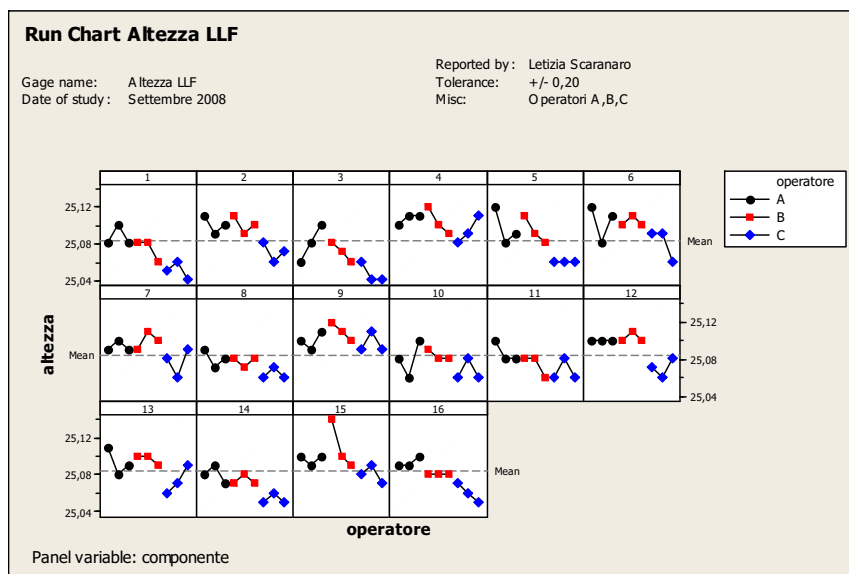 Run Chart Altezza LLF
Gage name: Altezza LLF
Date of study: Settembre 2008
Reported by: Letizia Scaranaro
Tolerance: +/- 0,20
Misc: Operatori A,B,C
1 2 3 4 5 6
25,12
25,08
25,04
Mean
operatore
A
B
C
7 8 9 10 11 12
Mean
25,12
25,08
25,04
altezza
13 14 15 16
25,12
25,08
25,04
Mean
operatore
Panel variable: componente